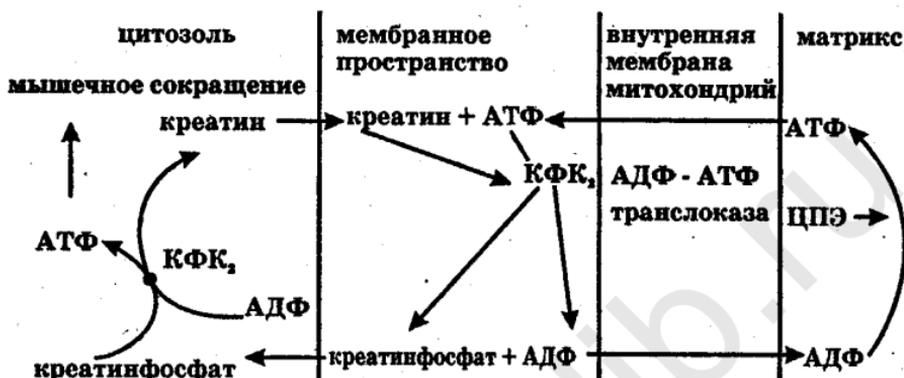 цитозоль
мышечное сокращение
креатин
АТФ
КФК₂
АДФ
креатинфосфат
мембранное
пространство
креатин + АТФ
КФК₂
креатинфосфат + АДФ
внутренняя
мембрана
митохондрий
АДФ - АТФ
транслоказа
матрикс
АТФ
ЦПЭ
АДФ